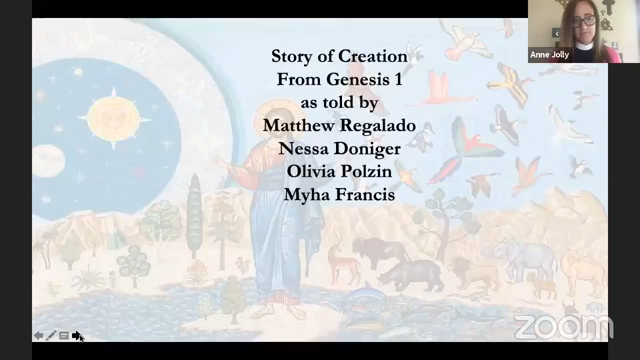 Story of Creation
From Genesis 1
as told by
Matthew Regalado
Nessa Doniger
Olivia Polzin
Myha Francis
Anne Jolly
zoom